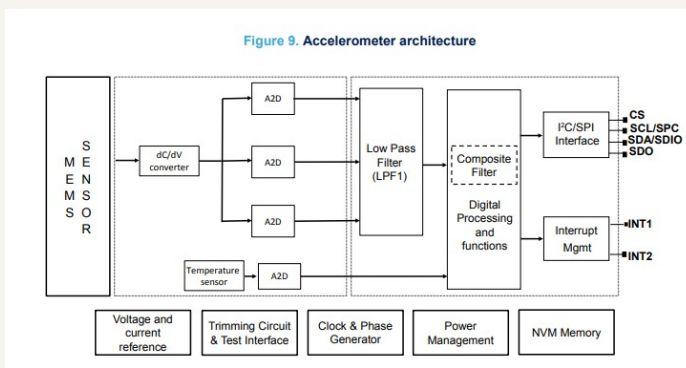 Figure 9. Accelerometer architecture
MEMS
SENSOR
dC/dV
converter
A2D
A2D
A2D
Temperature
sensor
A2D
Low Pass
Filter
(LPF1)
Composite
Filter
Digital
Processing
and
functions
I²C/SPI
Interface
CS
SCL/SPC
SDA/SDIO
SDO
Interrupt
Mgmt
INT1
INT2
Voltage and
current
reference
Trimming Circuit
& Test Interface
Clock & Phase
Generator
Power
Management
NVM Memory